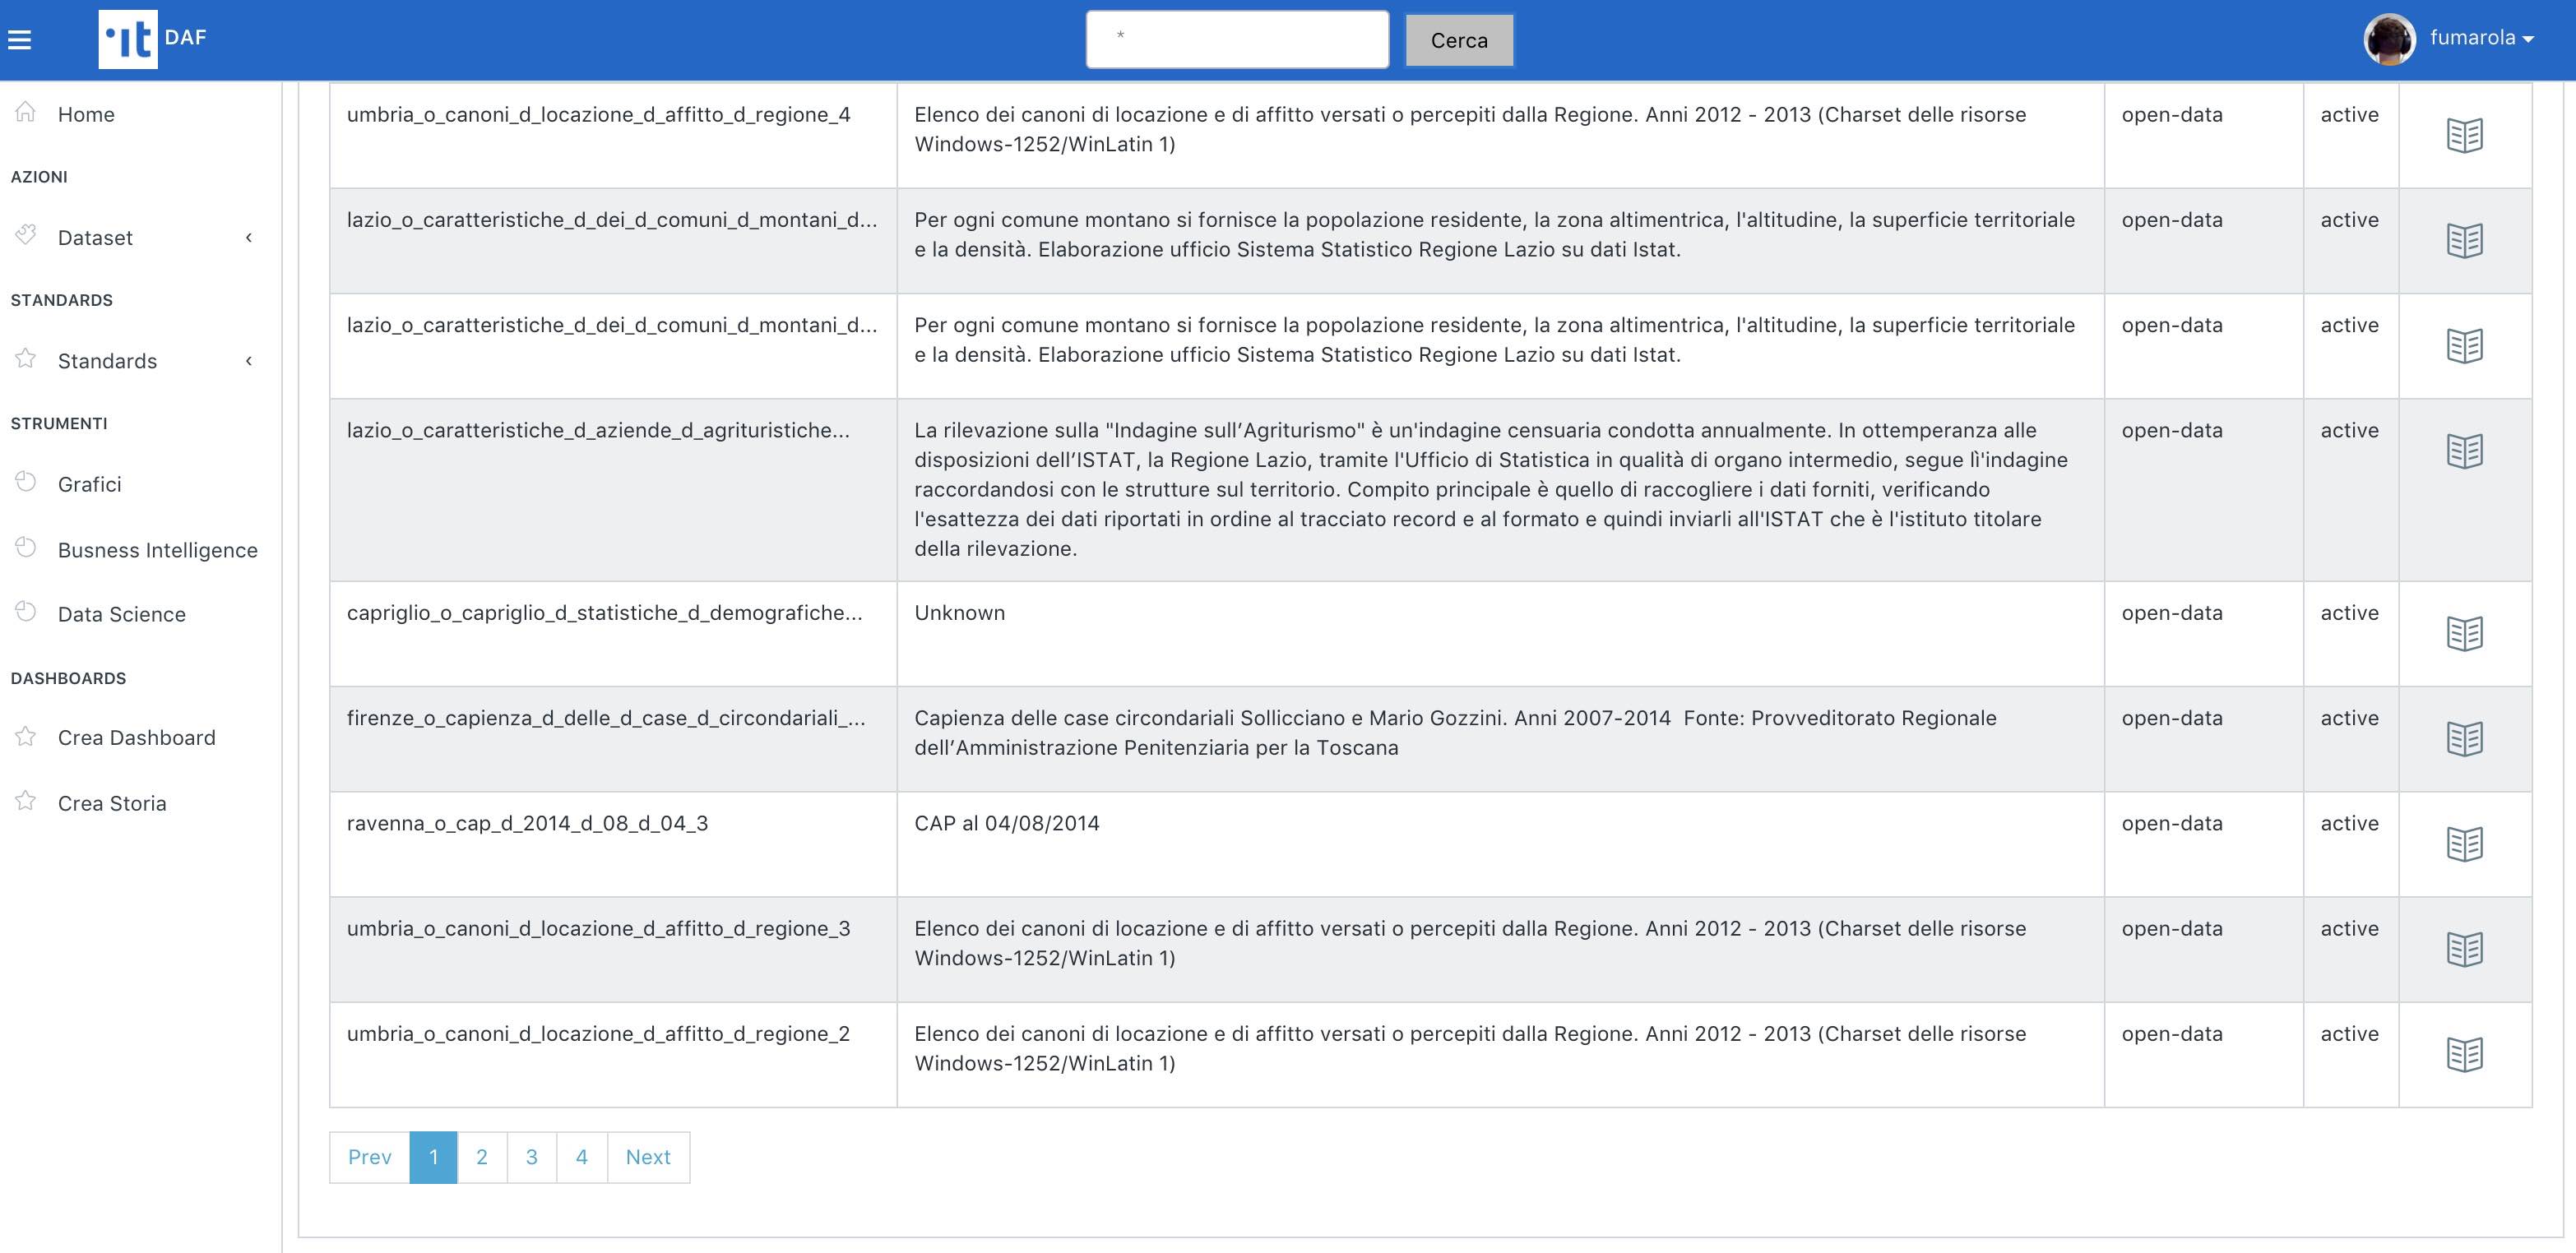 it DAF
*
Cerca
fumarola
Home
AZIONI
Dataset
STANDARDS
Standards
STRUMENTI
Grafici
Busness Intelligence
Data Science
DASHBOARDS
Crea Dashboard
Crea Storia
umbria_o_canoni_d_locazione_d_affitto_d_regione_4
Elenco dei canoni di locazione e di affitto versati o percepiti dalla Regione. Anni 2012 - 2013 (Charset delle risorse
Windows-1252/WinLatin 1)
open-data
active
lazio_o_caratteristiche_d_dei_d_comuni_d_montani_d...
Per ogni comune montano si fornisce la popolazione residente, la zona altimentrica, l'altitudine, la superficie territoriale
e la densità. Elaborazione ufficio Sistema Statistico Regione Lazio su dati Istat.
open-data
active
lazio_o_caratteristiche_d_dei_d_comuni_d_montani_d...
Per ogni comune montano si fornisce la popolazione residente, la zona altimentrica, l'altitudine, la superficie territoriale
e la densità. Elaborazione ufficio Sistema Statistico Regione Lazio su dati Istat.
open-data
active
lazio_o_caratteristiche_d_aziende_d_agrituristiche...
La rilevazione sulla "Indagine sull’Agriturismo" è un'indagine censuaria condotta annualmente. In ottemperanza alle
disposizioni dell’ISTAT, la Regione Lazio, tramite l'Ufficio di Statistica in qualità di organo intermedio, segue lì'indagine
raccordandosi con le strutture sul territorio. Compito principale è quello di raccogliere i dati forniti, verificando
l'esattezza dei dati riportati in ordine al tracciato record e al formato e quindi inviarli all'ISTAT che è l'istituto titolare
della rilevazione.
open-data
active
capriglio_o_capriglio_d_statistiche_d_demografiche...
Unknown
open-data
active
firenze_o_capienza_d_delle_d_case_d_circondariali_...
Capienza delle case circondariali Sollicciano e Mario Gozzini. Anni 2007-2014  Fonte: Provveditorato Regionale
dell’Amministrazione Penitenziaria per la Toscana
open-data
active
ravenna_o_cap_d_2014_d_08_d_04_3
CAP al 04/08/2014
open-data
active
umbria_o_canoni_d_locazione_d_affitto_d_regione_3
Elenco dei canoni di locazione e di affitto versati o percepiti dalla Regione. Anni 2012 - 2013 (Charset delle risorse
Windows-1252/WinLatin 1)
open-data
active
umbria_o_canoni_d_locazione_d_affitto_d_regione_2
Elenco dei canoni di locazione e di affitto versati o percepiti dalla Regione. Anni 2012 - 2013 (Charset delle risorse
Windows-1252/WinLatin 1)
open-data
active
Prev 1 2 3 4 Next